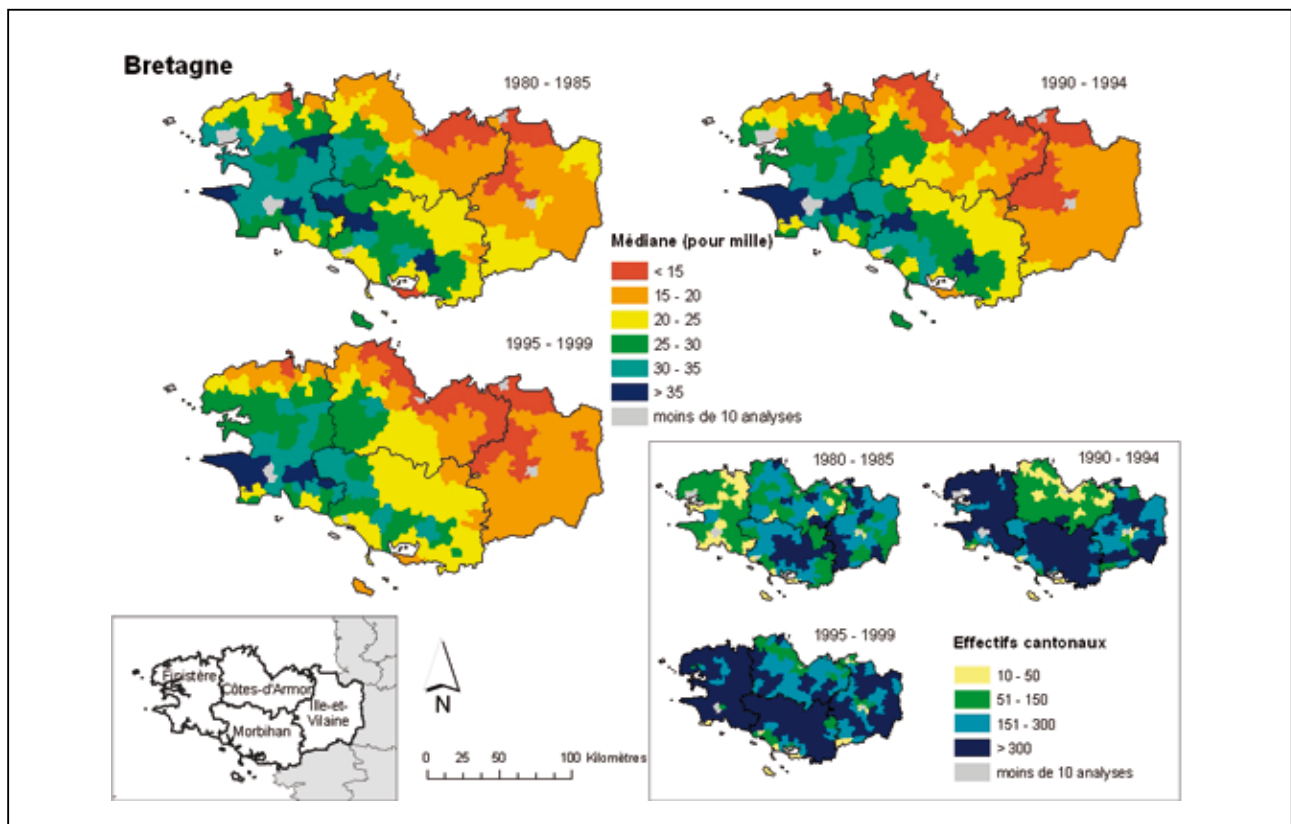 Bretagne
1980 - 1985
1990 - 1994
Médiane (pour mille)
< 15
15 - 20
20 - 25
25 - 30
30 - 35
> 35
moins de 10 analyses
1995 - 1999
1980 - 1985
1990 - 1994
1995 - 1999
Effectifs cantonaux
10 - 50
51 - 150
151 - 300
> 300
moins de 10 analyses
Finistère
Côtes-d'Armor
Ille-et-
Vilaine
Morbihan
N
0 25 50 100 Kilomètres